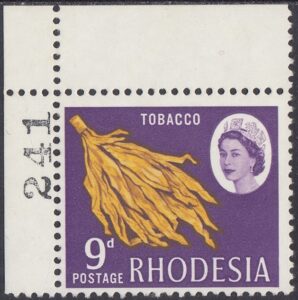 241
TOBACCO
9d
POSTAGE RHODESIA